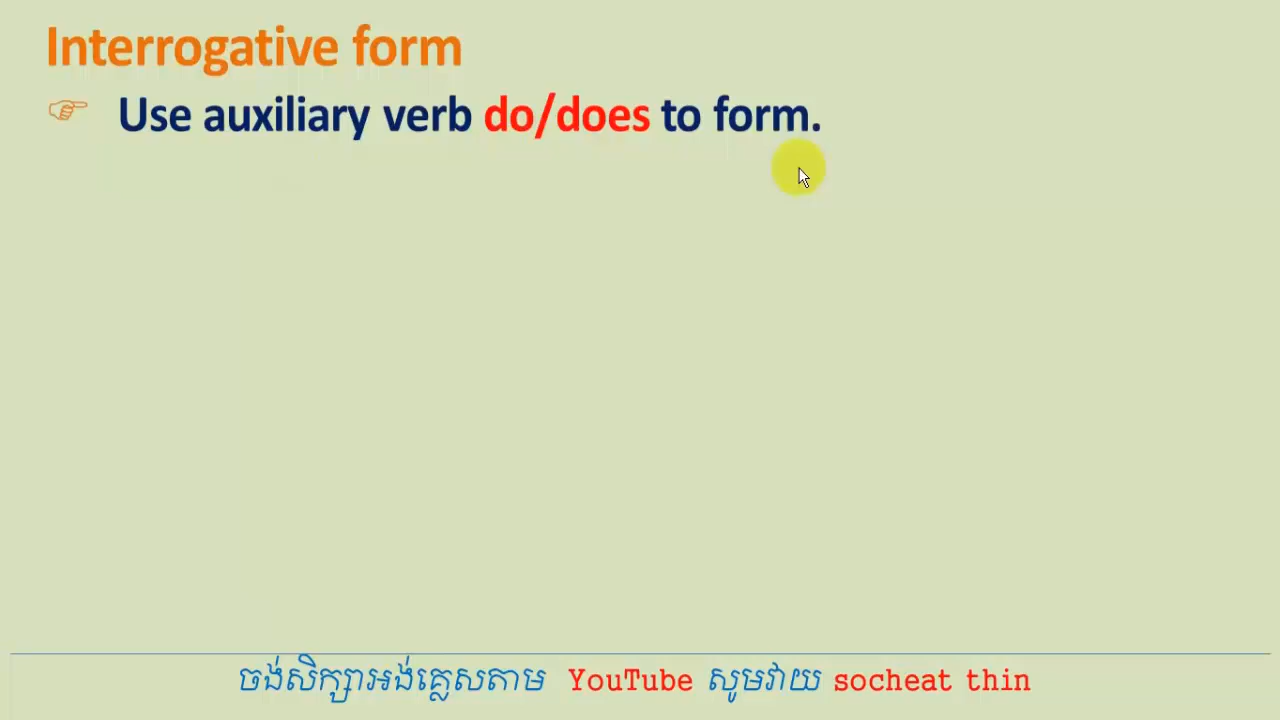 Interrogative form
Use auxiliary verb do/does to form.
ចង់សិក្សាអង់គ្លេសតាម YouTube សូមវាយ socheat thin